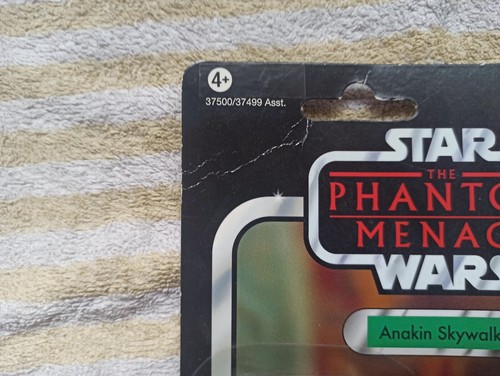 4+
37500/37499 Asst.
STAR
THE
PHANTO
MENAC
WARS
Anakin Skywalk